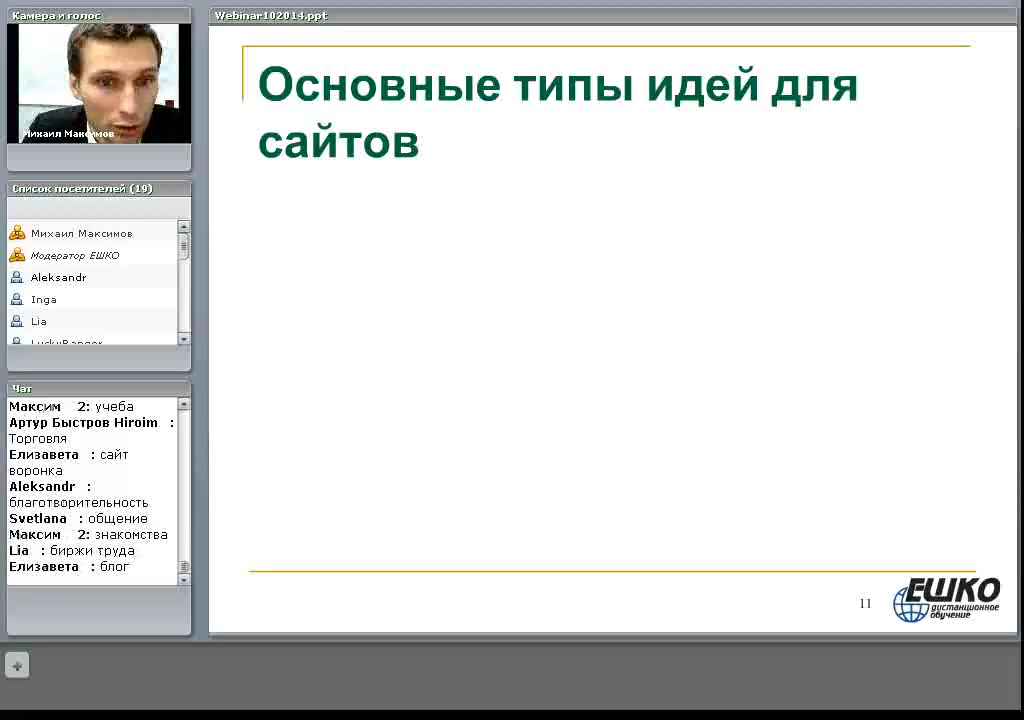 Камера и голос
Михаил Максимов
Список посетителей (19)
Михаил Максимов
Модератор ЕШКО
Aleksandr
Inga
Lia
LuckyRanger
Чат
Максим 2: учеба
Артур Быстров Hiroim :
Торговля
Елизавета : сайт
воронка
Aleksandr :
благотворительность
Svetlana : общение
Максим 2: знакомства
Lia : биржи труда
Елизавета : блог
Webinar102014.ppt
Основные типы идей для
сайтов
11
ЕШКО
дистанционное
обучение